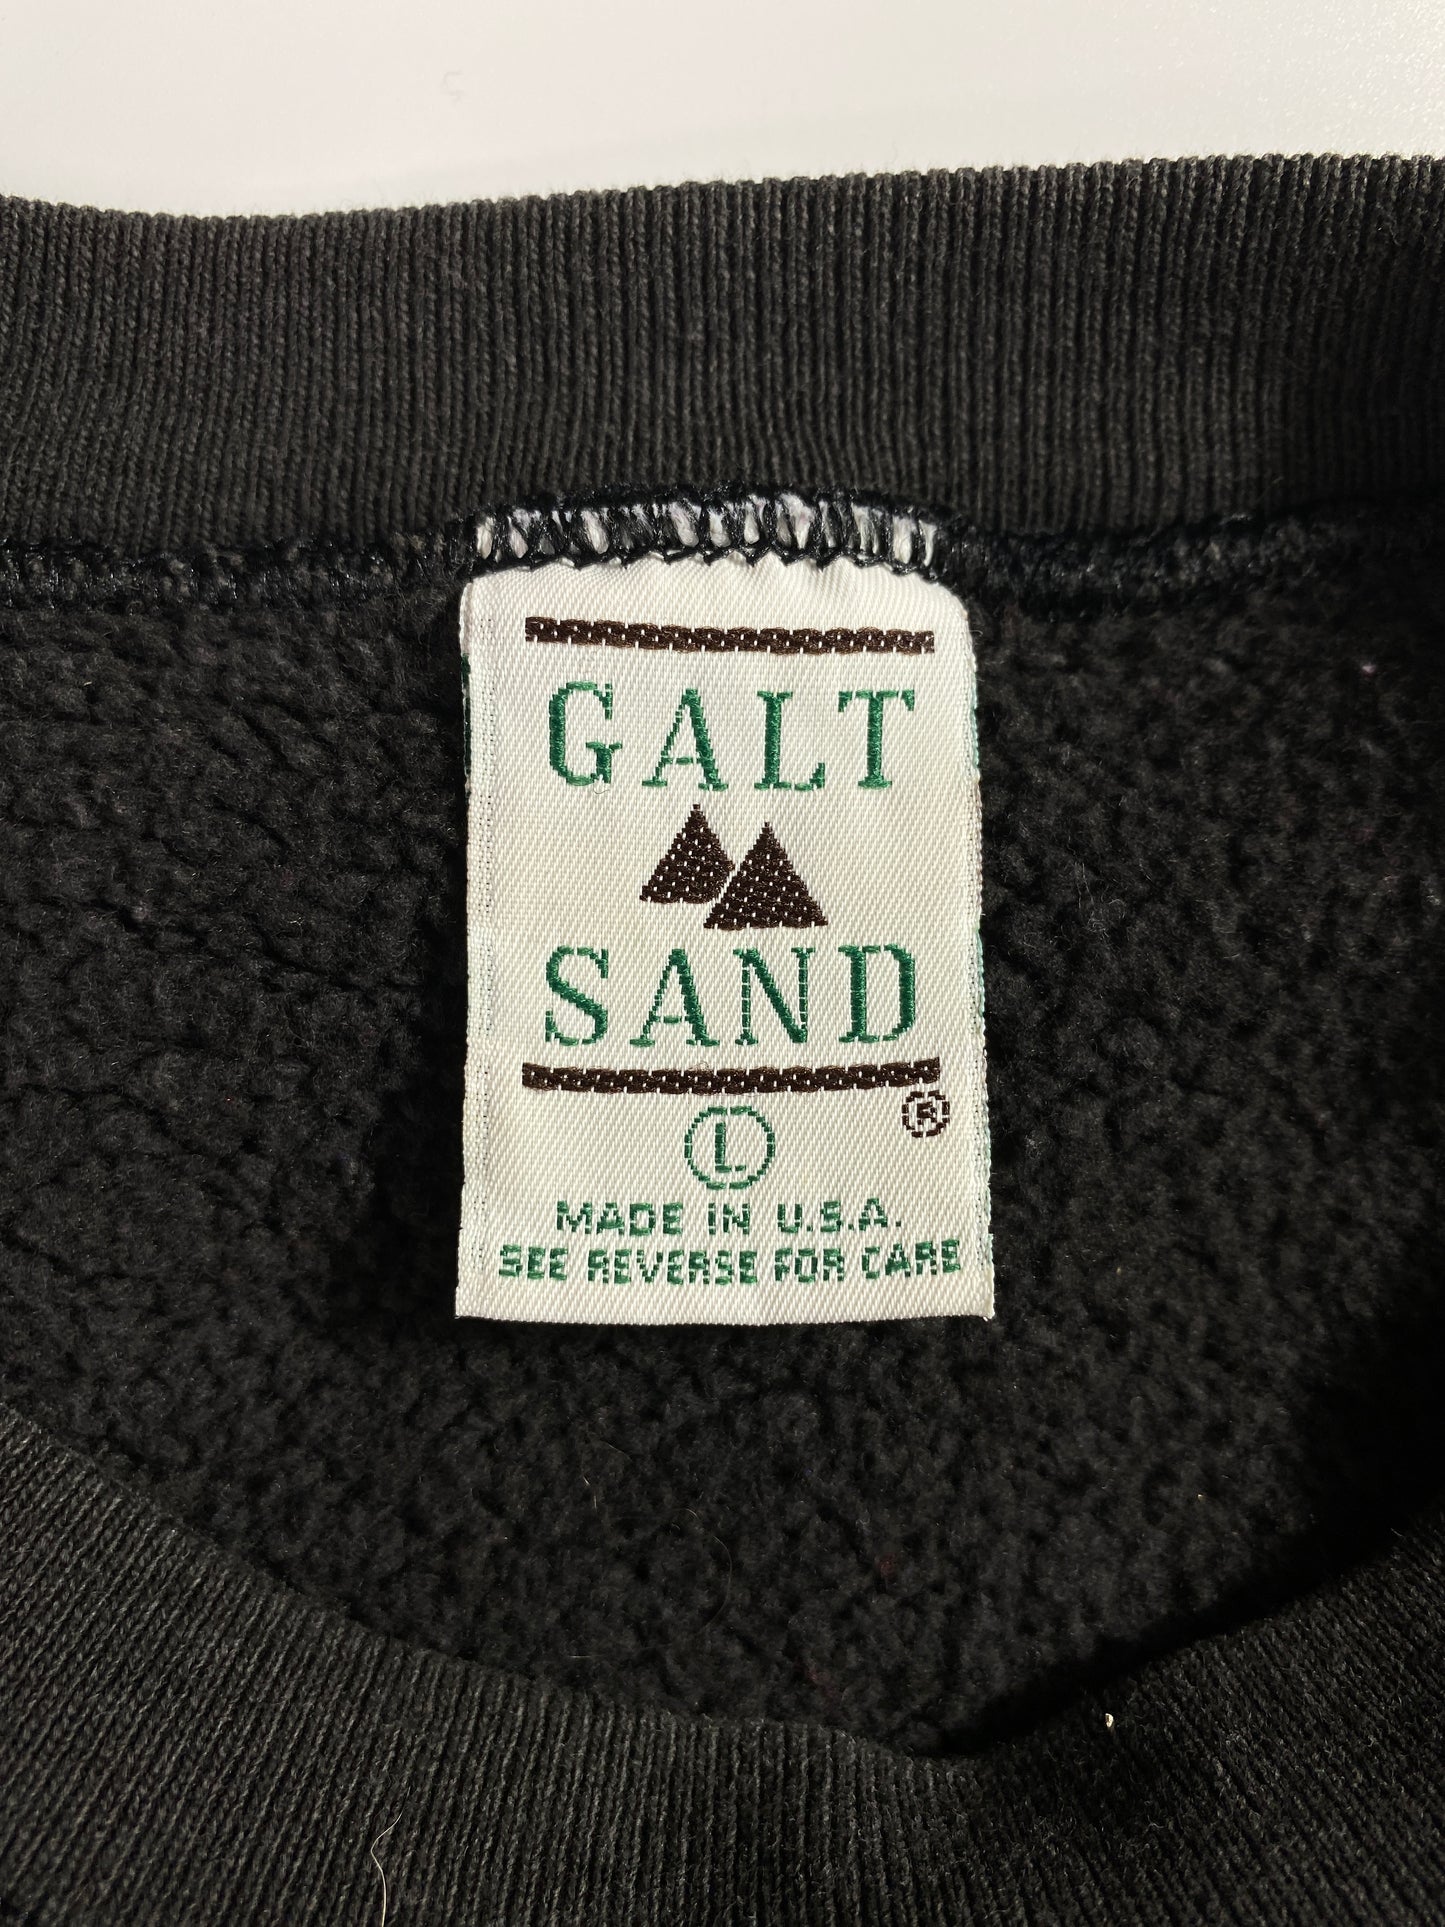 GALT
SAND
®
L
MADE IN U.S.A.
SEE REVERSE FOR CARE